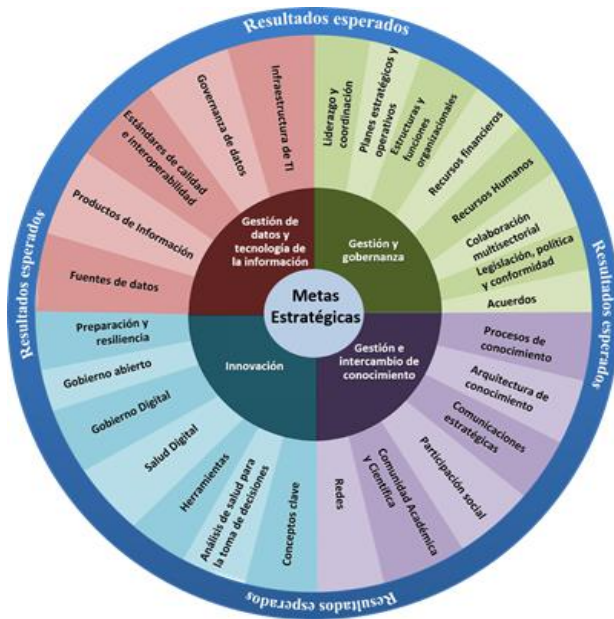 Resultados esperados
Infraestructura de TI
Governanza de datos
Estándares de calidad
e interoperabilidad
Productos de Información
Fuentes de datos
Gestión de
datos y
tecnología de
la información
Liderazgo y
coordinación
Planes estratégicos y
operativos
Estructuras y
funciones
organizacionales
Recursos financieros
Recursos Humanos
Colaboración
multisectorial
Legislación, política
y conformidad
Acuerdos
Gestión y
gobernanza
Metas
Estratégicas
Resultados esperados
Resultados esperados
Innovación
Preparación y
resiliencia
Gobierno abierto
Gobierno Digital
Salud Digital
Herramientas
Análisis de salud para
la toma de decisiones
Conceptos clave
Gestión e
intercambio de
conocimiento
Procesos de
conocimiento
Arquitectura de
conocimiento
Comunicaciones
estratégicas
Participación social
Comunidad Académica
y Científica
Redes
Resultados esperados